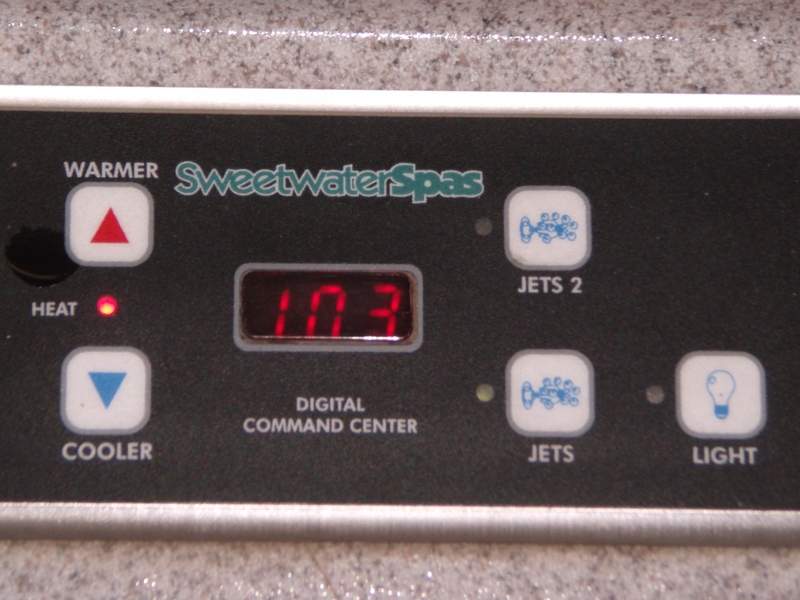 WARMER
SweetwaterSpas
JETS 2
HEAT
103
DIGITAL
COMMAND CENTER
COOLER
JETS
LIGHT